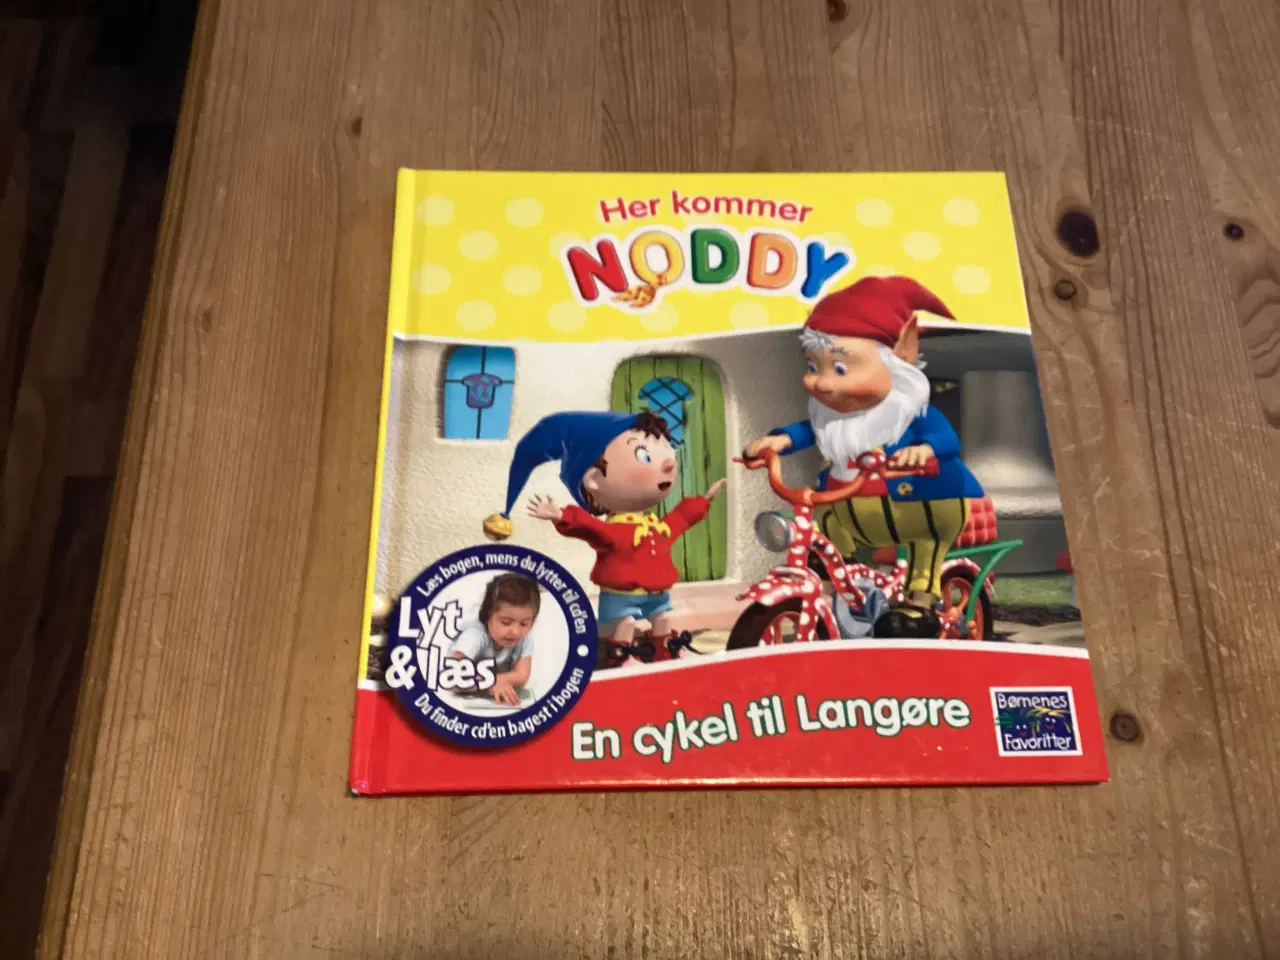 Her kommer
NODDY
Læs bogen, mens du lytter til cd'en
Lyt
& læs
Du finder cd'en bagest i bogen
En cykel til Langøre
Børnenes
Favoritter